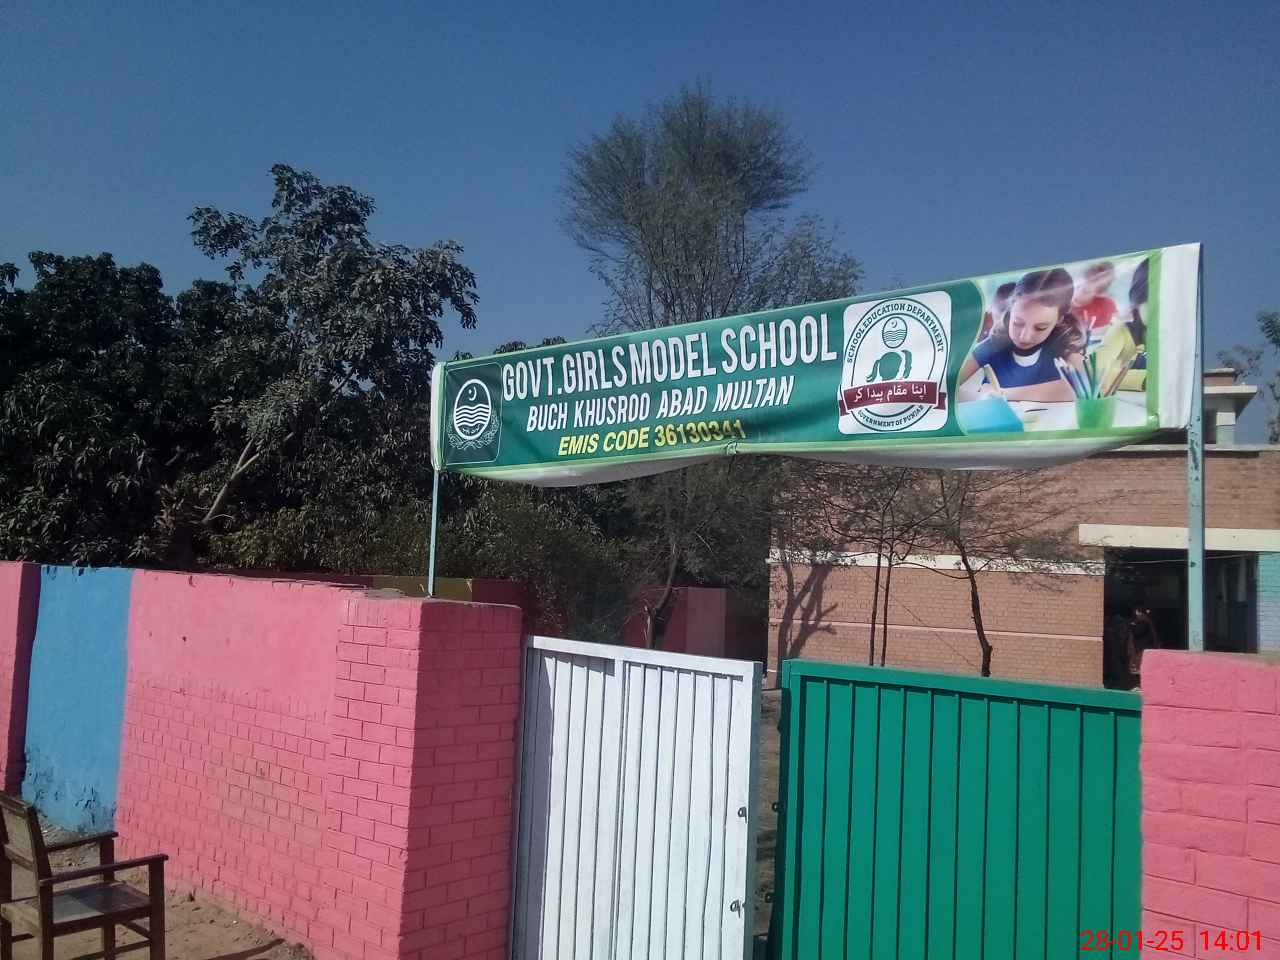 GOVT.GIRLS MODEL SCHOOL
BUCH KHUSROO ABAD MULTAN
EMIS CODE 36130341
SCHOOL EDUCATION DEPARTMENT
اپنا مقام پیدا کر
GOVERNMENT OF PUNJAB
28-01-25 14:01